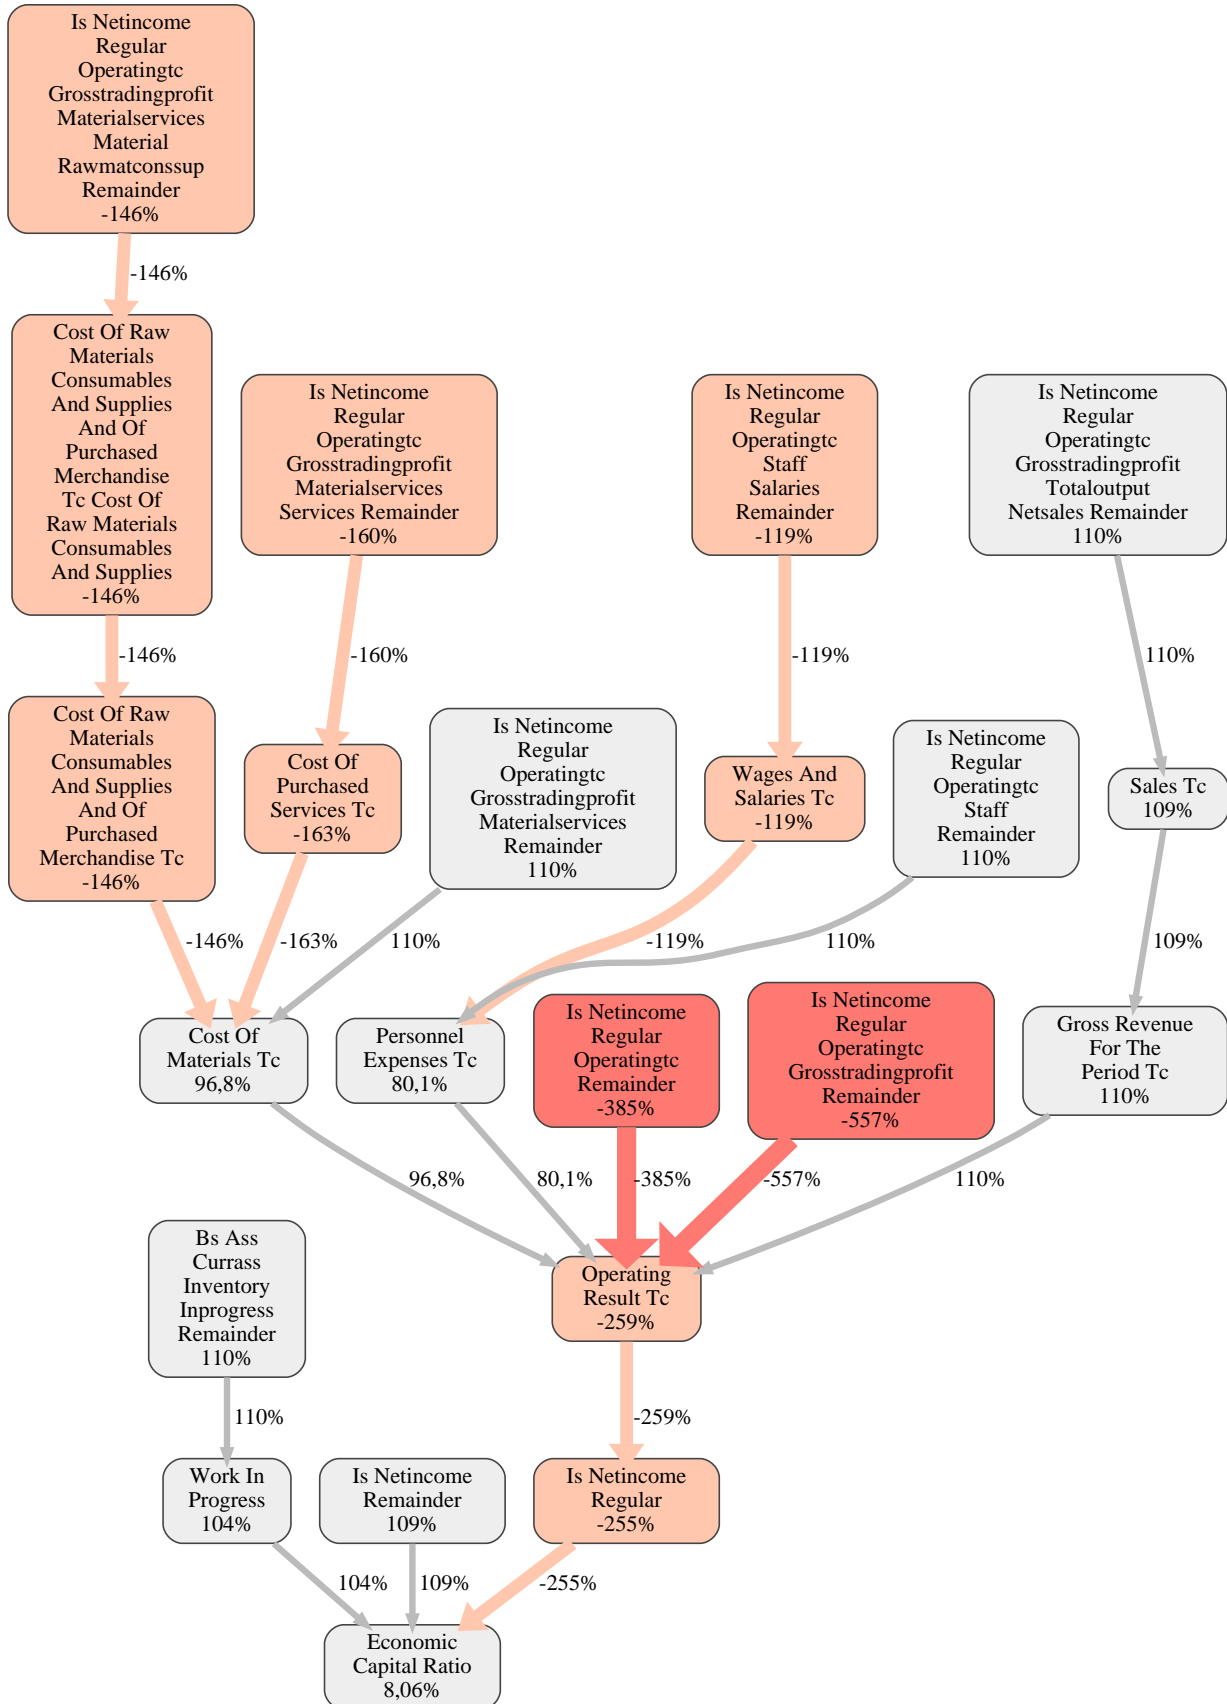 Is Netincome
Regular
Operatingtc
Grosstradingprofit
Materialservices
Material
Rawmatconssup
Remainder
-146%
-146%
Cost Of Raw
Materials
Consumables
And Supplies
And Of
Purchased
Merchandise
Tc Cost Of
Raw Materials
Consumables
And Supplies
-146%
Is Netincome
Regular
Operatingtc
Grosstradingprofit
Materialservices
Services Remainder
-160%
Is Netincome
Regular
Operatingtc
Staff
Salaries
Remainder
-119%
Is Netincome
Regular
Operatingtc
Grosstradingprofit
Totaloutput
Netsales Remainder
110%
-146%
-160%
-119%
110%
Cost Of Raw
Materials
Consumables
And Supplies
And Of
Purchased
Merchandise Tc
-146%
Cost Of
Purchased
Services Tc
-163%
Is Netincome
Regular
Operatingtc
Grosstradingprofit
Materialservices
Remainder
110%
Wages And
Salaries Tc
-119%
Is Netincome
Regular
Operatingtc
Staff
Remainder
110%
Sales Tc
109%
-146%
-163%
110%
-119%
110%
109%
Cost Of
Materials Tc
96,8%
Personnel
Expenses Tc
80,1%
Is Netincome
Regular
Operatingtc
Remainder
-385%
Is Netincome
Regular
Operatingtc
Grosstradingprofit
Remainder
-557%
Gross Revenue
For The
Period Tc
110%
96,8%
80,1%
-385%
-557%
110%
Bs Ass
Currass
Inventory
Inprogress
Remainder
110%
Operating
Result Tc
-259%
110%
-259%
Work In
Progress
104%
Is Netincome
Remainder
109%
Is Netincome
Regular
-255%
104%
109%
-255%
Economic
Capital Ratio
8,06%